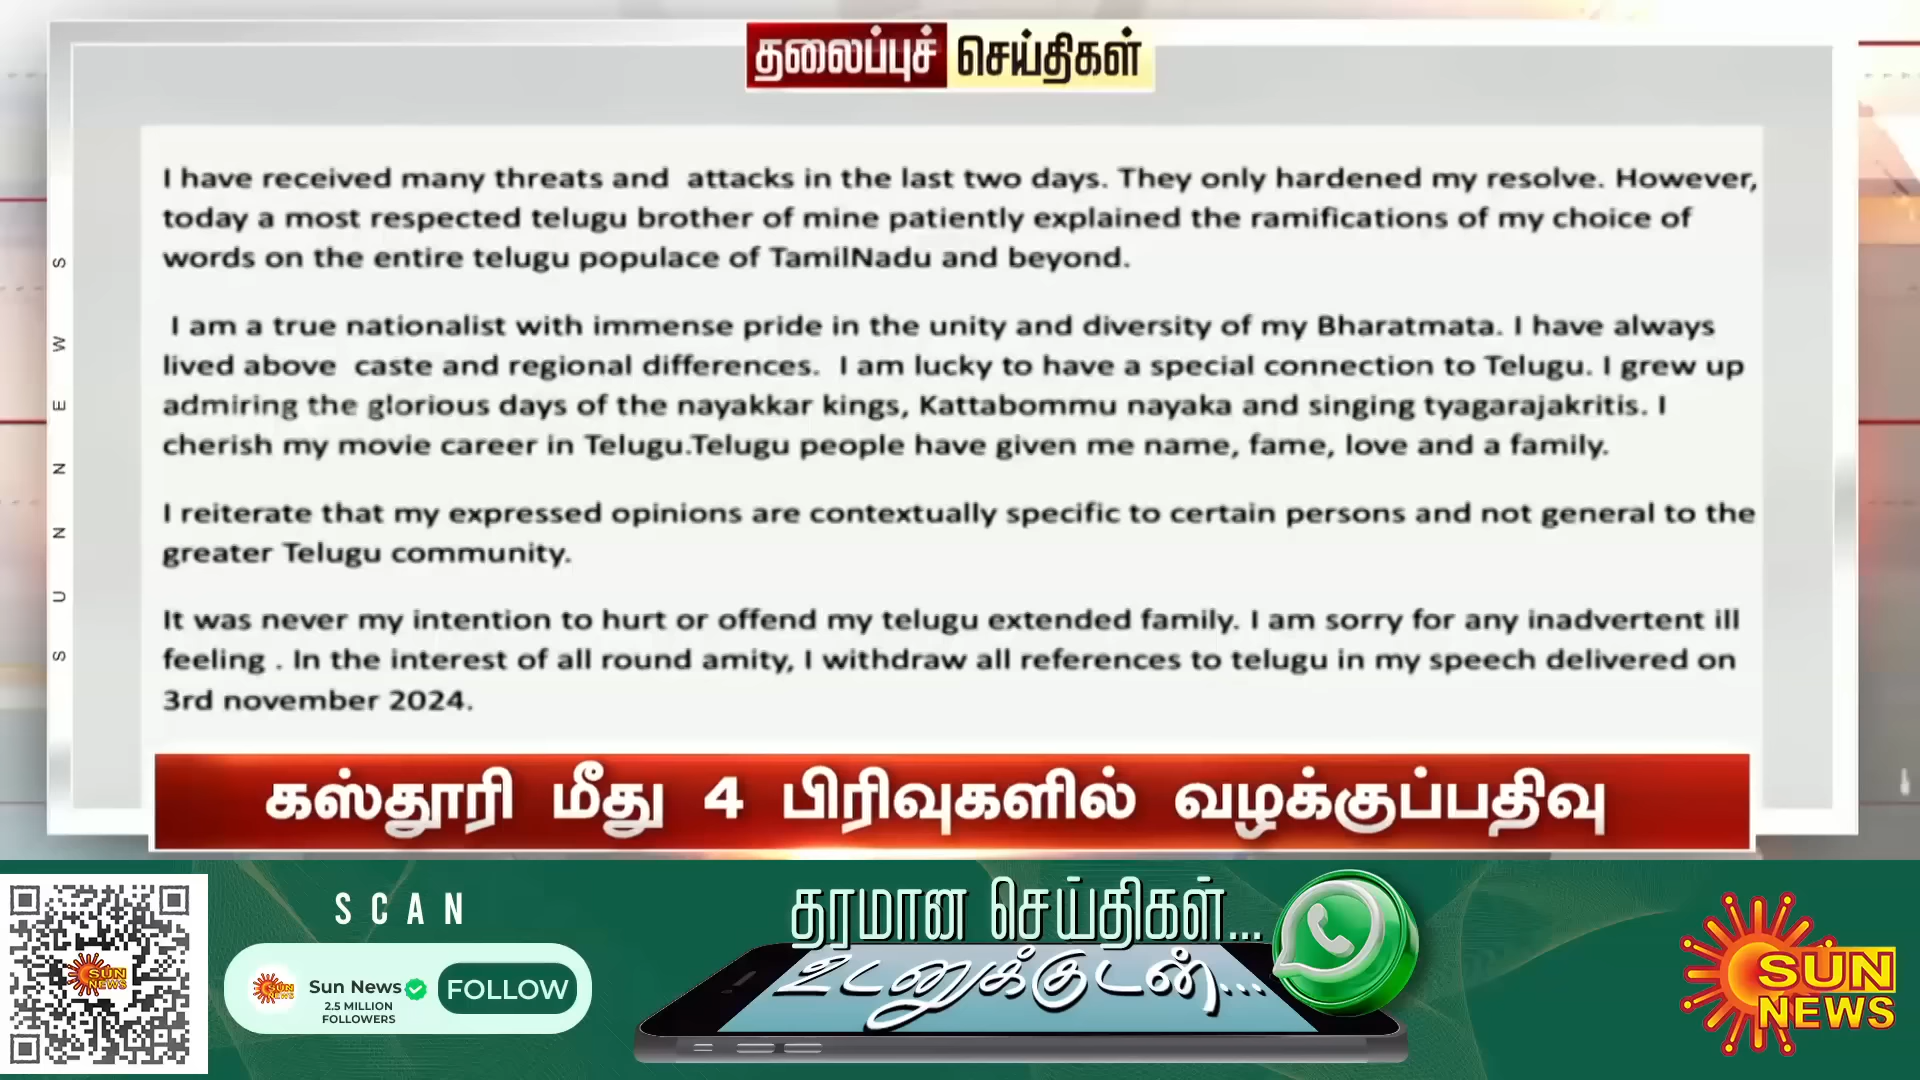 தலைப்புச் செய்திகள்
I have received many threats and attacks in the last two days. They only hardened my resolve. However,
today a most respected telugu brother of mine patiently explained the ramifications of my choice of
words on the entire telugu populace of TamilNadu and beyond.
I am a true nationalist with immense pride in the unity and diversity of my Bharatmata. I have always
lived above caste and regional differences. I am lucky to have a special connection to Telugu. I grew up
admiring the glorious days of the nayakkar kings, Kattabommu nayaka and singing tyagarajakritis. I
cherish my movie career in Telugu.Telugu people have given me name, fame, love and a family.
I reiterate that my expressed opinions are contextually specific to certain persons and not general to the
greater Telugu community.
It was never my intention to hurt or offend my telugu extended family. I am sorry for any inadvertent ill
feeling . In the interest of all round amity, I withdraw all references to telugu in my speech delivered on
3rd november 2024.
SUN NEWS
கஸ்தூரி மீது 4 பிரிவுகளில் வழக்குப்பதிவு
SUN NEWS
SCAN
SUN NEWS
Sun News
2.5 MILLION
FOLLOWERS
FOLLOW
தரமான செய்திகள்...
உடனுக்குடன்...
SUN
NEWS